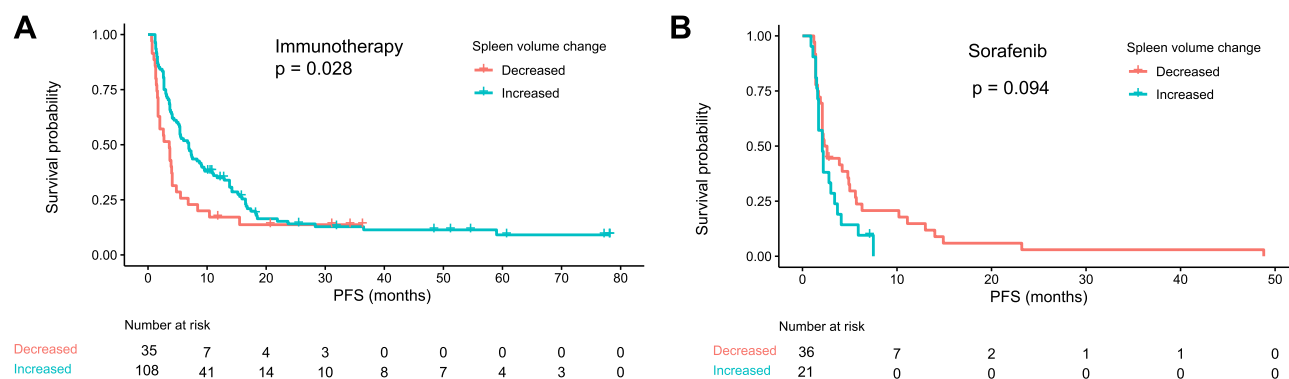 A
Immunotherapy
p = 0.028
Spleen volume change
Decreased
Increased
Survival probability
1.00
0.75
0.50
0.25
0.00
0 10 20 30 40 50 60 70 80
PFS (months)
Number at risk
Decreased 35 7 4 3 0 0 0 0 0
Increased 108 41 14 10 8 7 4 3 0
B
Sorafenib
p = 0.094
Spleen volume change
Decreased
Increased
Survival probability
1.00
0.75
0.50
0.25
0.00
0 10 20 30 40 50
PFS (months)
Number at risk
Decreased 36 7 2 1 1 0
Increased 21 0 0 0 0 0